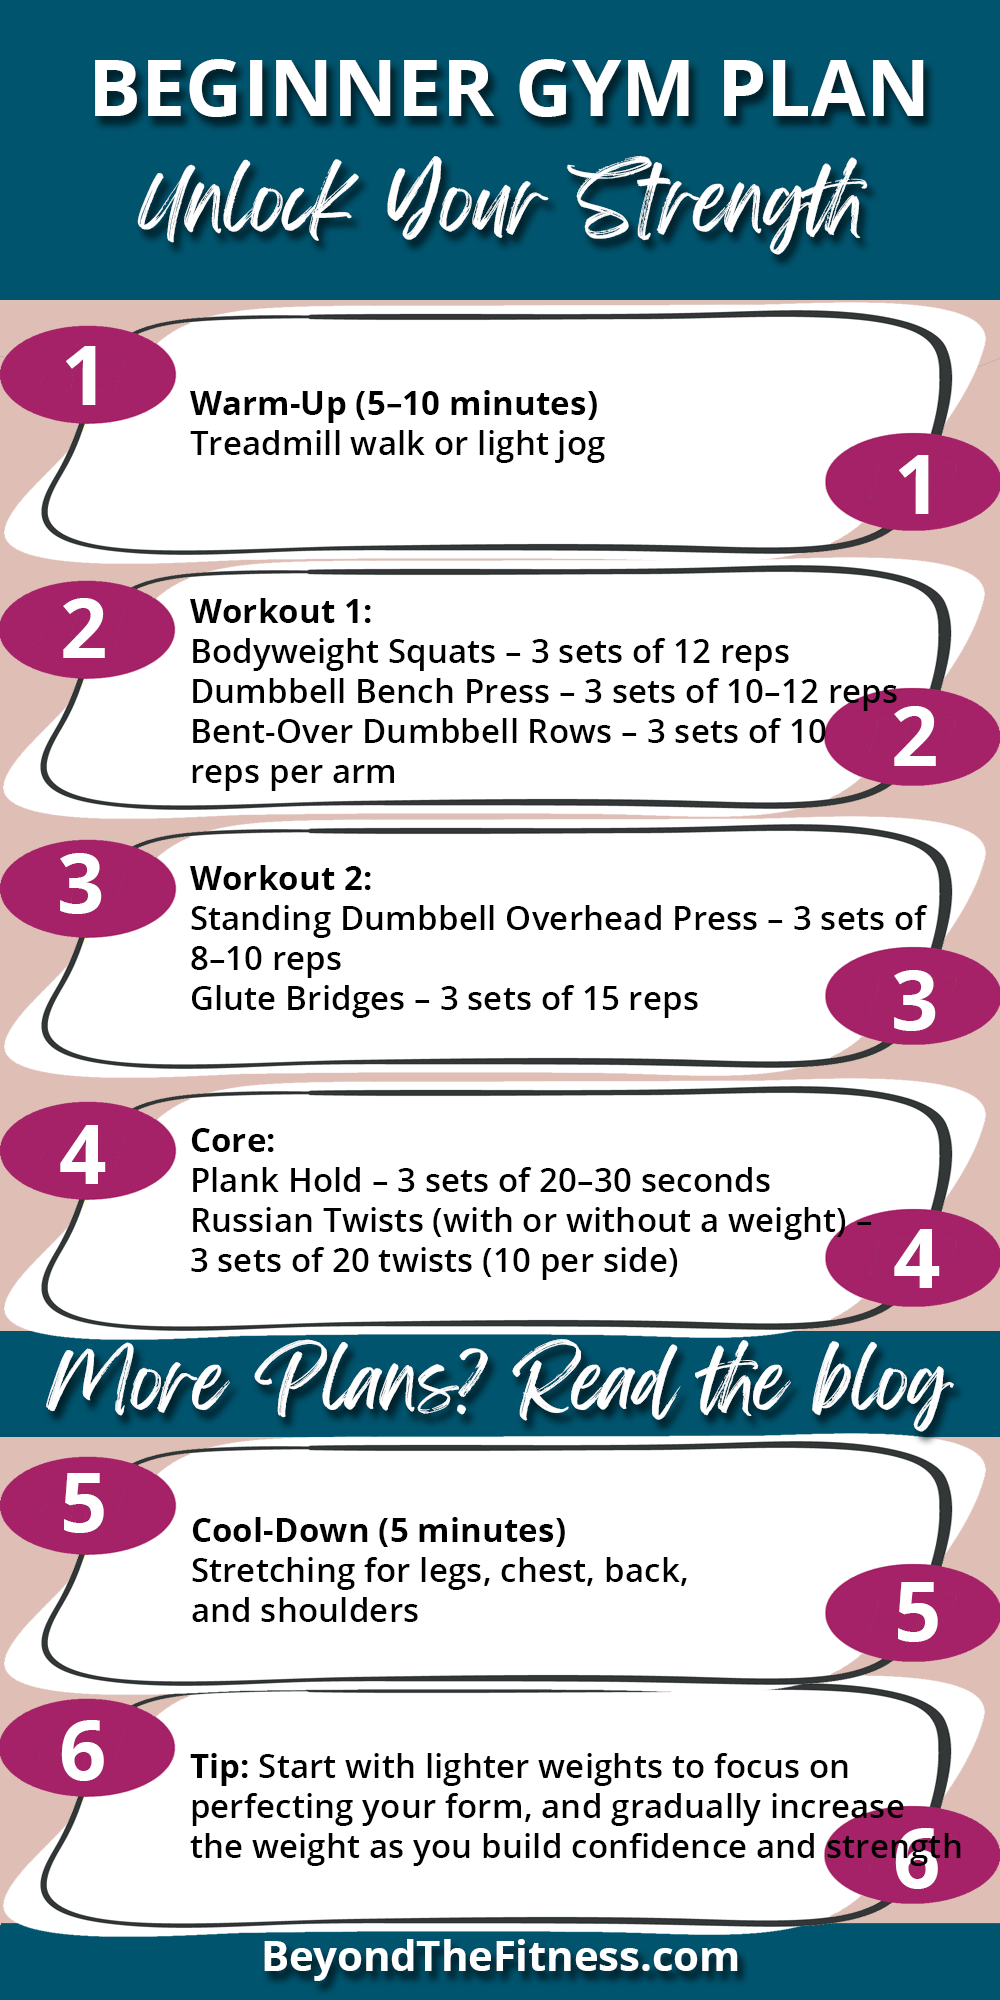 BEGINNER GYM PLAN
Unlock Your Strength
1
Warm-Up (5–10 minutes)
Treadmill walk or light jog
1
2
Workout 1:
Bodyweight Squats – 3 sets of 12 reps
Dumbbell Bench Press – 3 sets of 10–12 reps
Bent-Over Dumbbell Rows – 3 sets of 10
reps per arm
2
3
Workout 2:
Standing Dumbbell Overhead Press – 3 sets of
8–10 reps
Glute Bridges – 3 sets of 15 reps
3
4
Core:
Plank Hold – 3 sets of 20–30 seconds
Russian Twists (with or without a weight) –
3 sets of 20 twists (10 per side)
4
More Plans? Read the blog
5
Cool-Down (5 minutes)
Stretching for legs, chest, back,
and shoulders
5
6
Tip: Start with lighter weights to focus on
perfecting your form, and gradually increase
the weight as you build confidence and strength
6
BeyondTheFitness.com